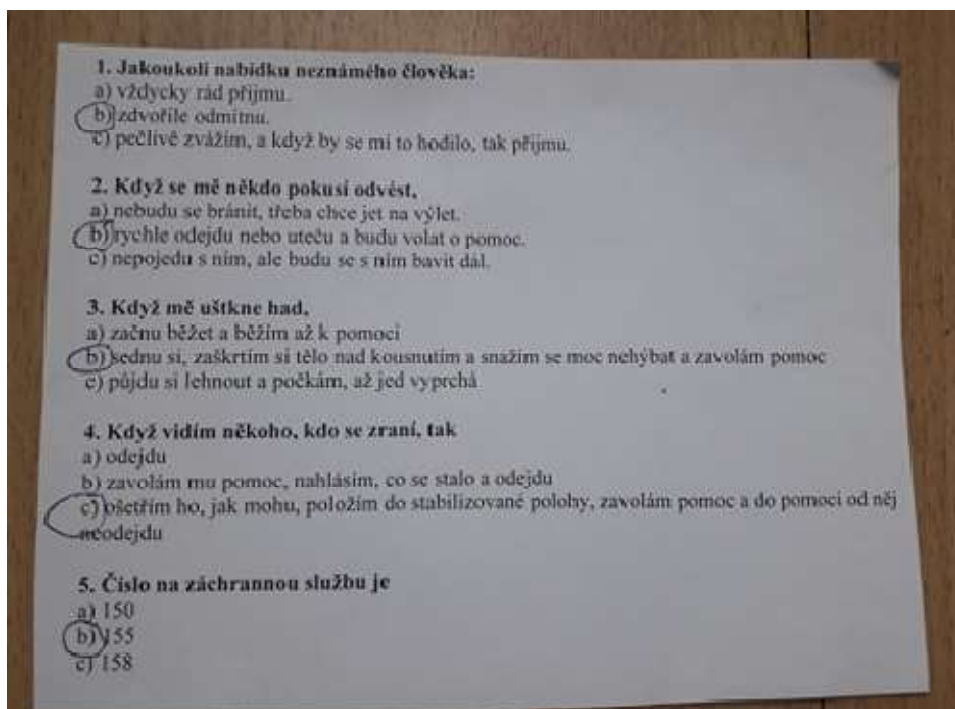 1. Jakoukoli nabídku neznámého člověka:
a) vždycky rád přijmu.
b) zdvořile odmítnu.
c) pečlivě zvážím, a když by se mi to hodilo, tak přijmu.
2. Když se mě někdo pokusí odvést,
a) nebudu se bránit, třeba chce jet na výlet.
b) rychle odejdu nebo uteču a budu volat o pomoc.
c) nepojedu s ním, ale budu se s ním bavit dál.
3. Když mě uštkne had,
a) začnu běžet a běžím až k pomoci
b) sednu si, zaškrtím si tělo nad kousnutím a snažím se moc nehýbat a zavolám pomoc
c) půjdu si lehnout a počkám, až jed vyprchá
4. Když vidím někoho, kdo se zraní, tak
a) odejdu
b) zavolám mu pomoc, nahlásím, co se stalo a odejdu
c) ošetřím ho, jak mohu, položím do stabilizované polohy, zavolám pomoc a do pomoci od něj
neodejdu
5. Číslo na záchrannou službu je
a) 150
b) 155
c) 158